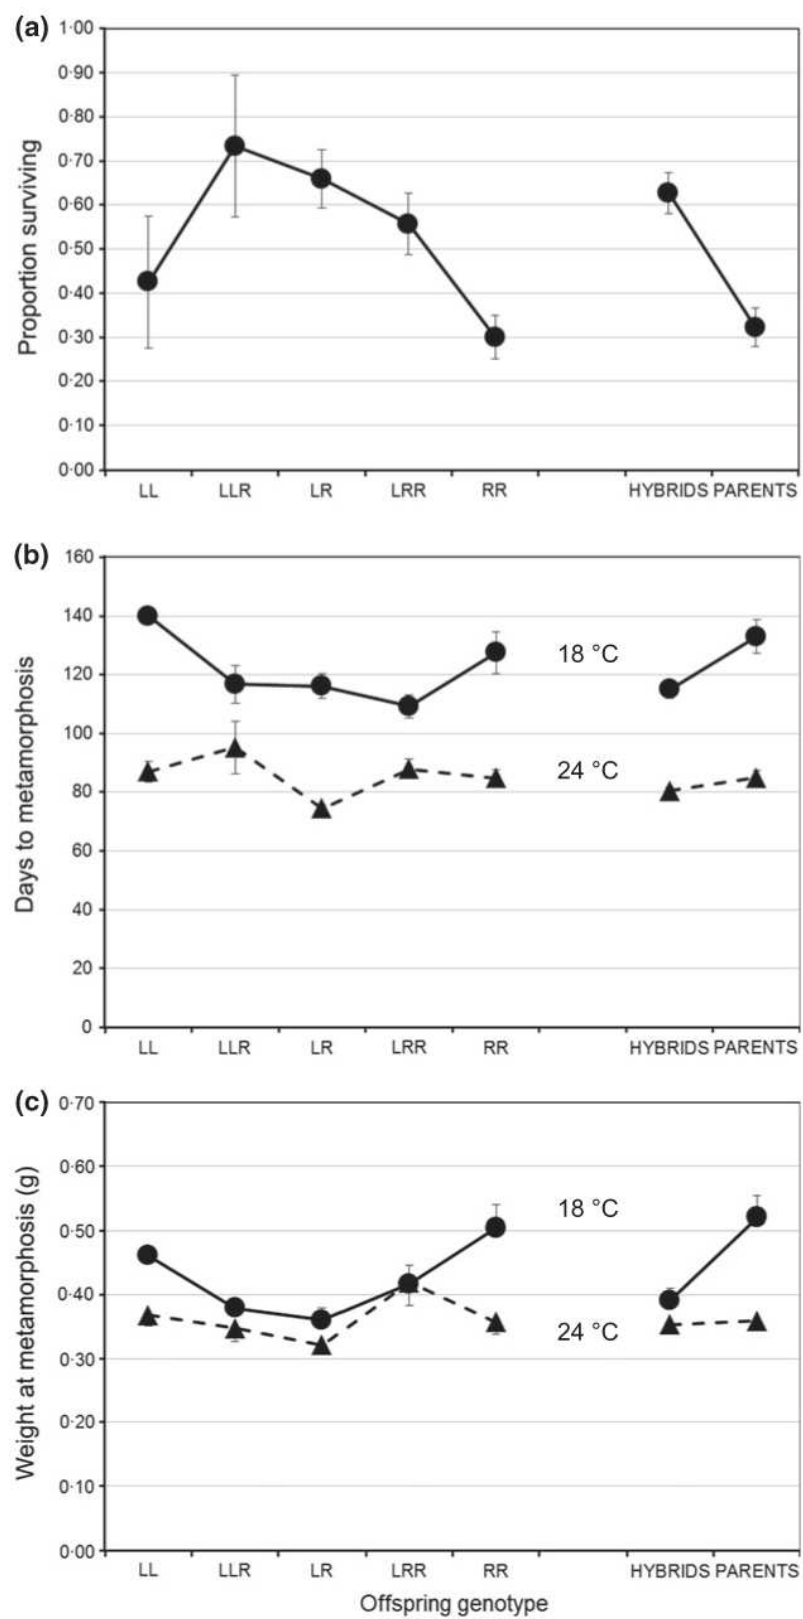 (a)
Proportion surviving
1·00
0·90
0·80
0·70
0·60
0·50
0·40
0·30
0·20
0·10
0·00
LL LLR LR LRR RR HYBRIDS PARENTS
(b)
Days to metamorphosis
160
140
120
100
80
60
40
20
0
18 °C
24 °C
LL LLR LR LRR RR HYBRIDS PARENTS
(c)
Weight at metamorphosis (g)
0·70
0·60
0·50
0·40
0·30
0·20
0·10
0·00
18 °C
24 °C
LL LLR LR LRR RR HYBRIDS PARENTS
Offspring genotype